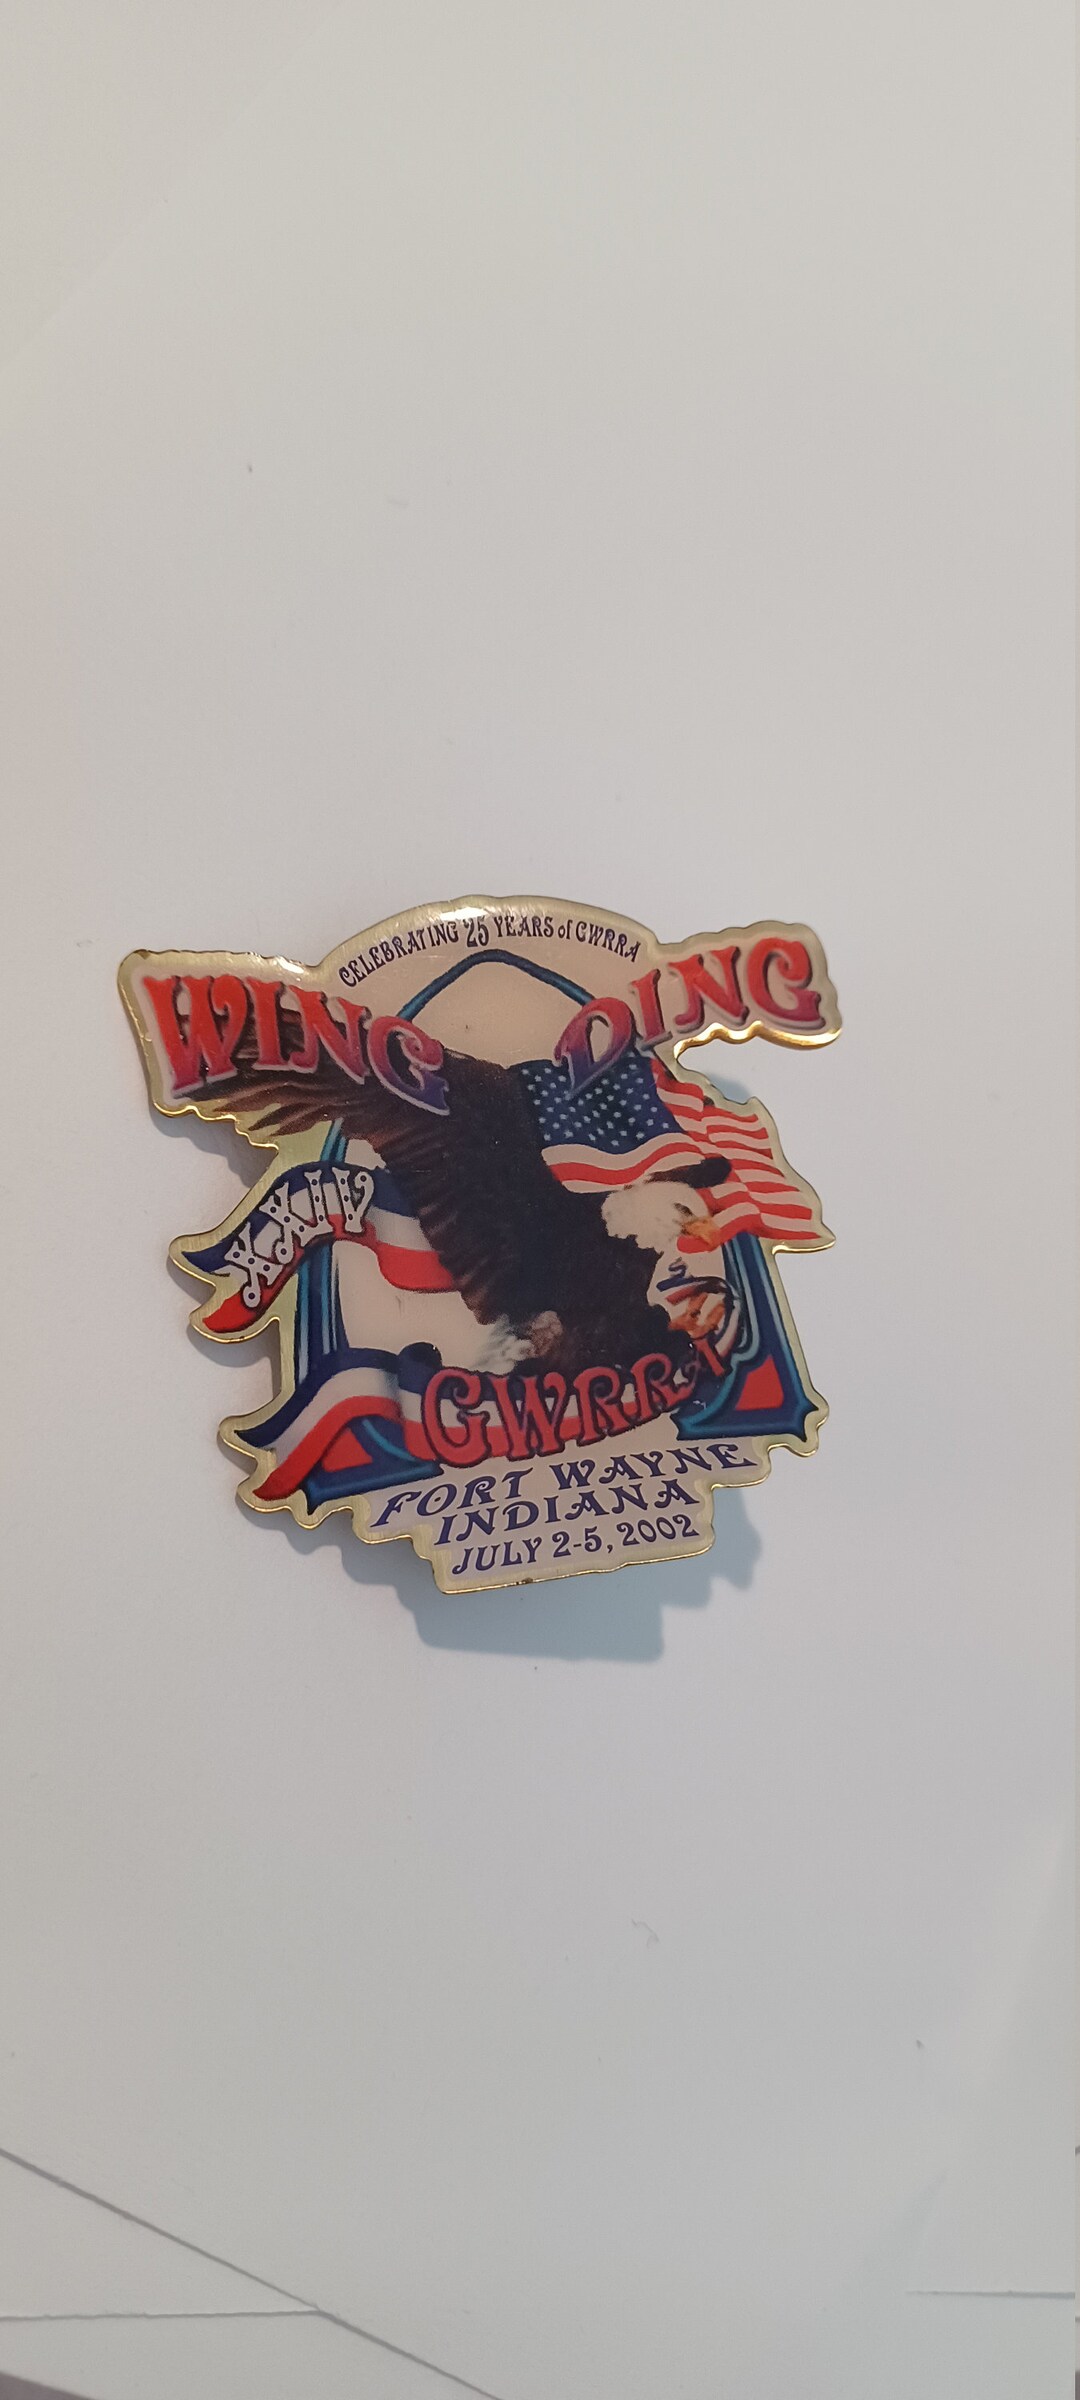 CELEBRATING 25 YEARS of GWRRA
WING DING
XXIV
GWRRA
FORT WAYNE
INDIANA
JULY 2-5, 2002